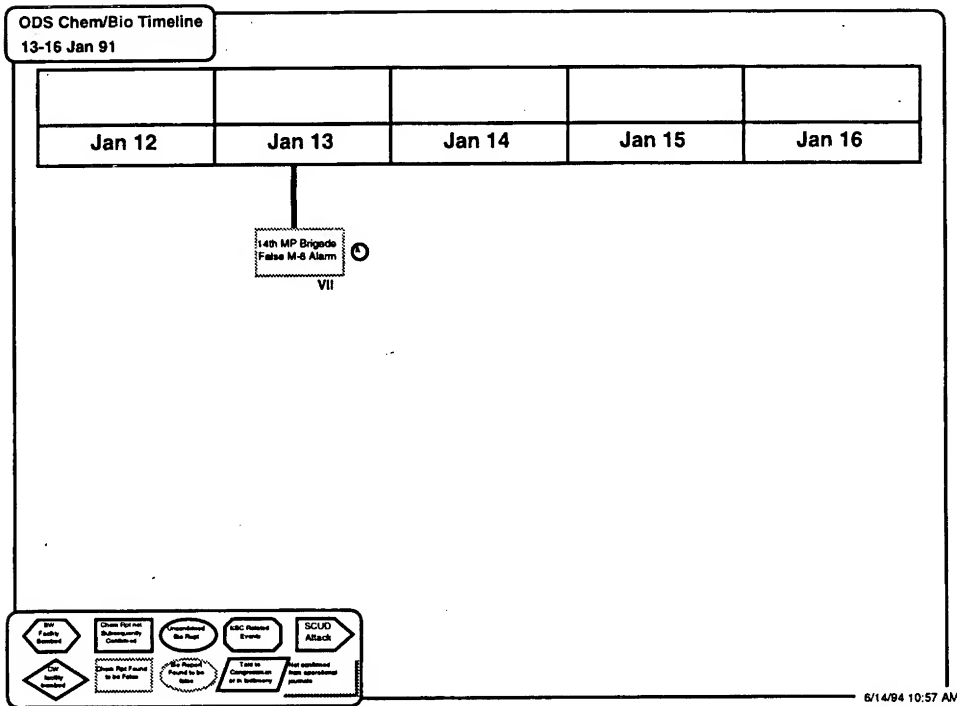 ODS Chem/Bio Timeline
13-16 Jan 91
Jan 12
Jan 13
Jan 14
Jan 15
Jan 16
14th MP Brigade
False M-8 Alarm
VII
BW
Facility
bombed
Chem Rpt not
Subsequently
Confirmed
Unconfirmed
Bio Rept
NBC Related
Events
SCUD
Attack
CW
facility
bombed
Chem Rpt Found
to be False
Bio Report
Found to be
false
Told to
or in testimony
Not confirmed
from operational
journals
6/14/94 10:57 AM